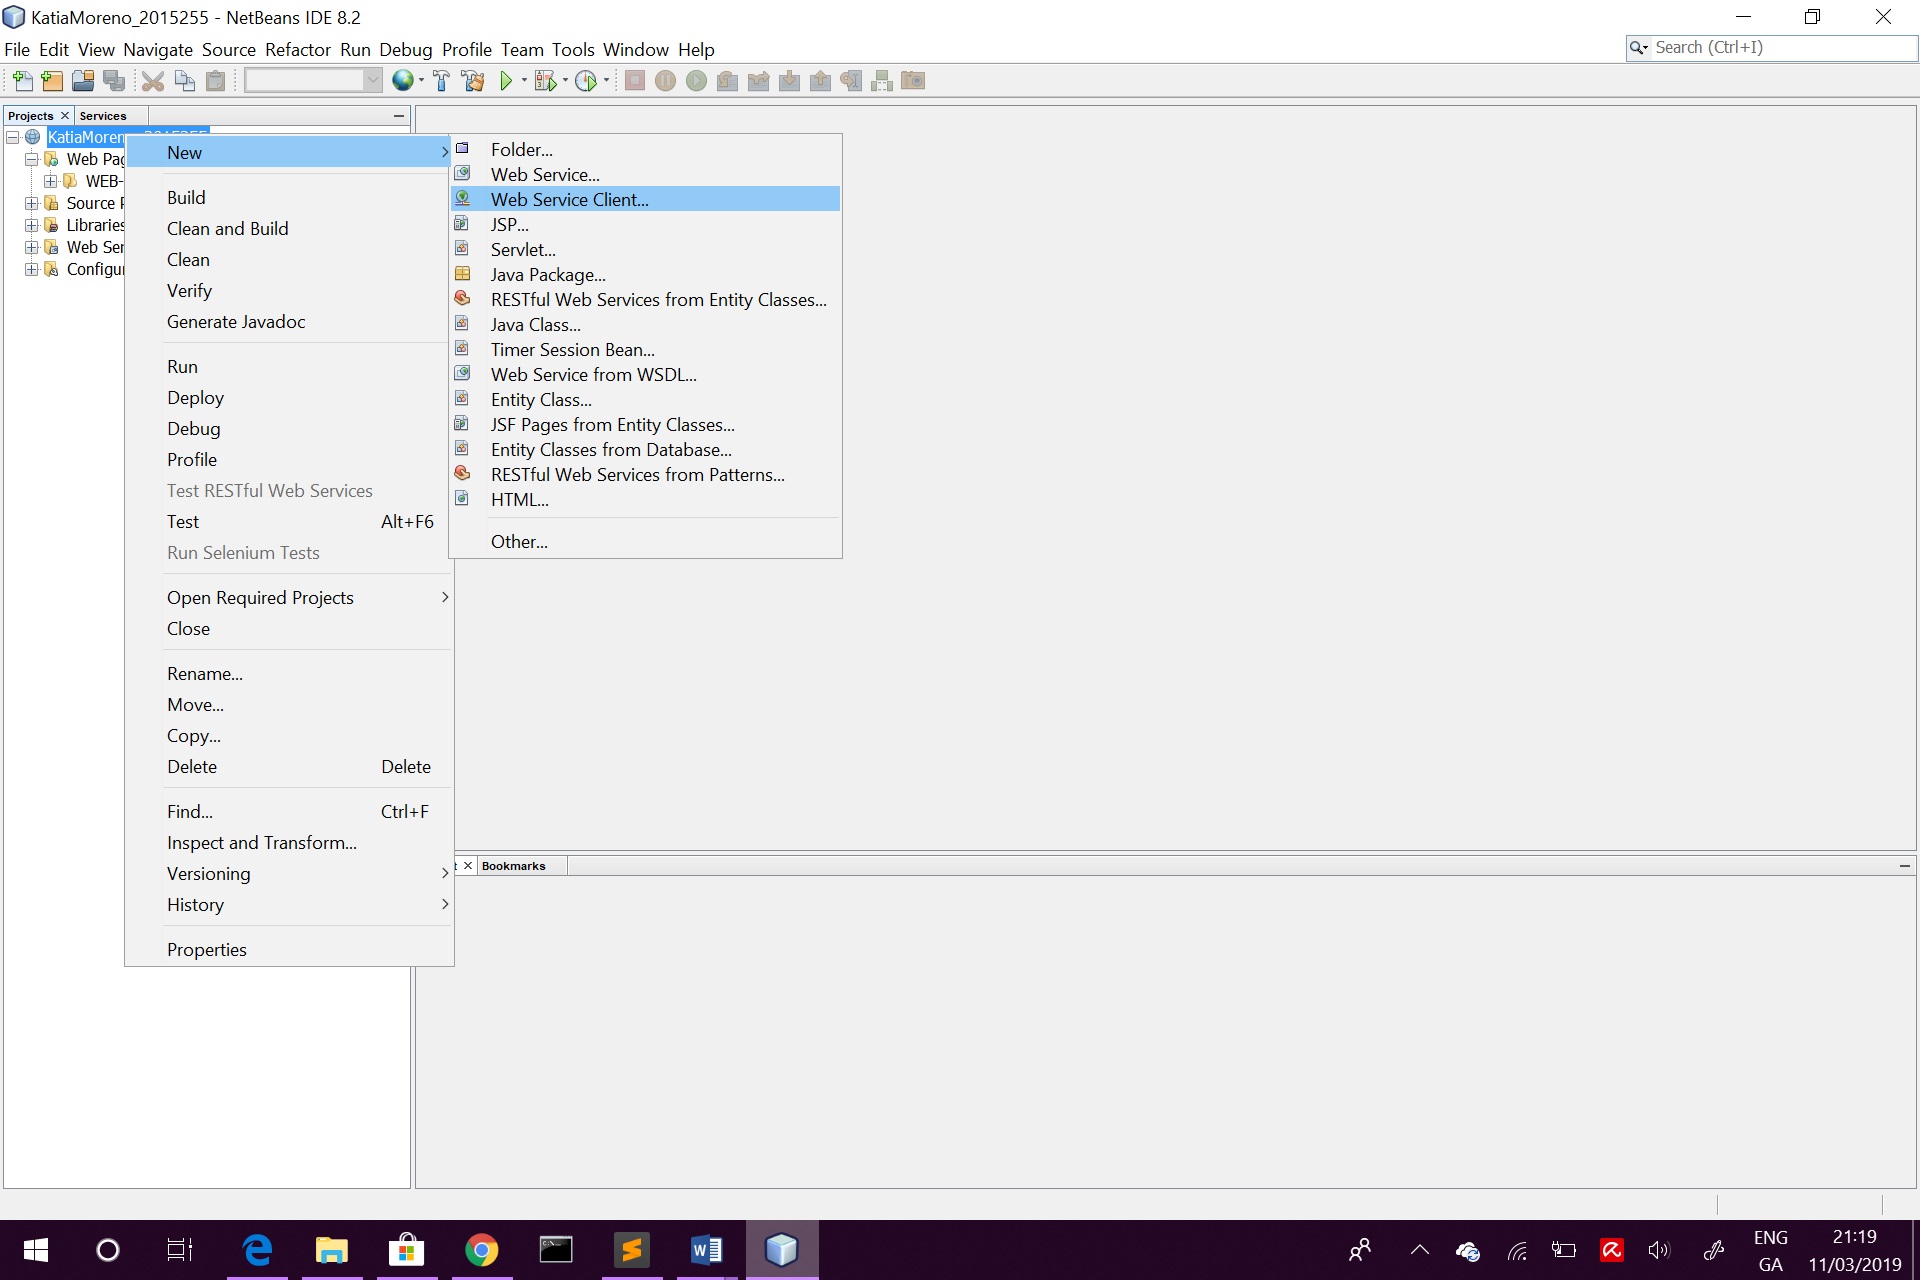 KatiaMoreno_2015255 - NetBeans IDE 8.2
File Edit View Navigate Source Refactor Run Debug Profile Team Tools Window Help
Search (Ctrl+I)
Projects Services
KatiaMoren
Web Pag
WEB-
Source
Libraries
Web Ser
Configu
New
Build
Clean and Build
Clean
Verify
Generate Javadoc
Run
Deploy
Debug
Profile
Test RESTful Web Services
Test Alt+F6
Run Selenium Tests
Open Required Projects
Close
Rename...
Move...
Copy...
Delete Delete
Find... Ctrl+F
Inspect and Transform...
Versioning
History
Properties
Folder...
Web Service...
Web Service Client...
JSP...
Servlet...
Java Package...
RESTful Web Services from Entity Classes...
Java Class...
Timer Session Bean...
Web Service from WSDL...
Entity Class...
JSF Pages from Entity Classes...
Entity Classes from Database...
RESTful Web Services from Patterns...
HTML...
Other...
Bookmarks
ENG
GA
21:19
11/03/2019